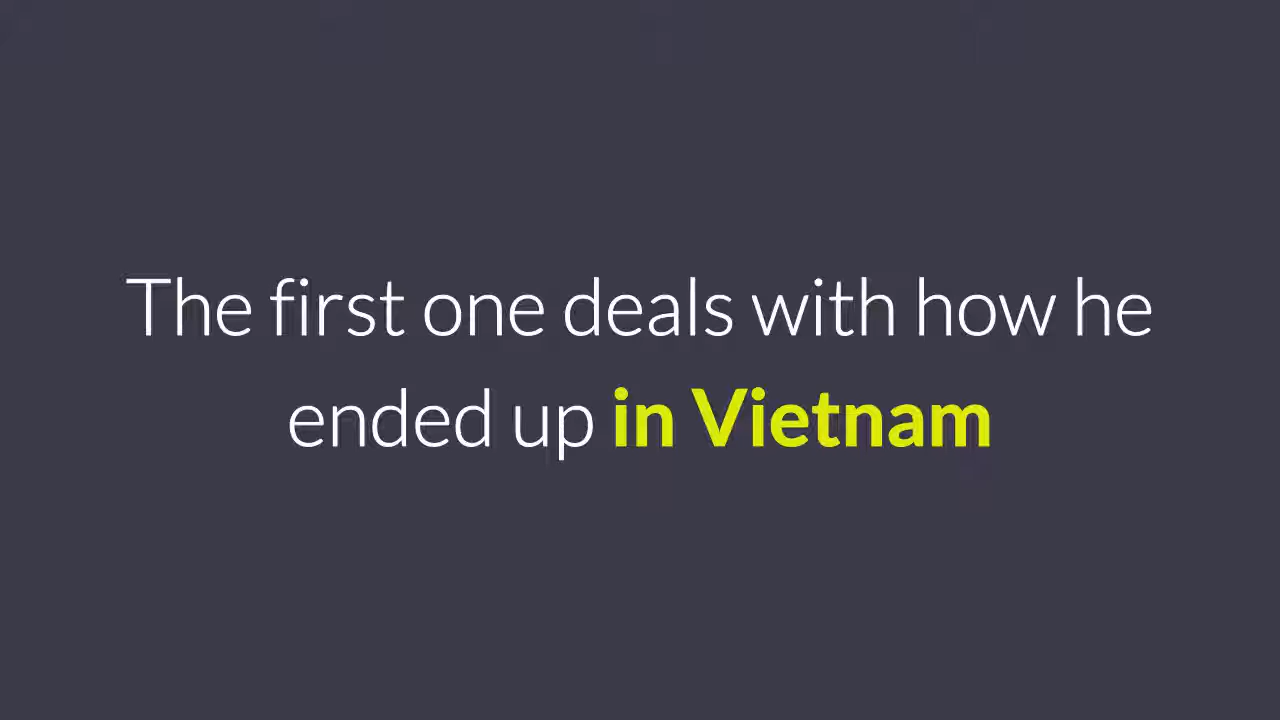 The first one deals with how he
ended up in Vietnam